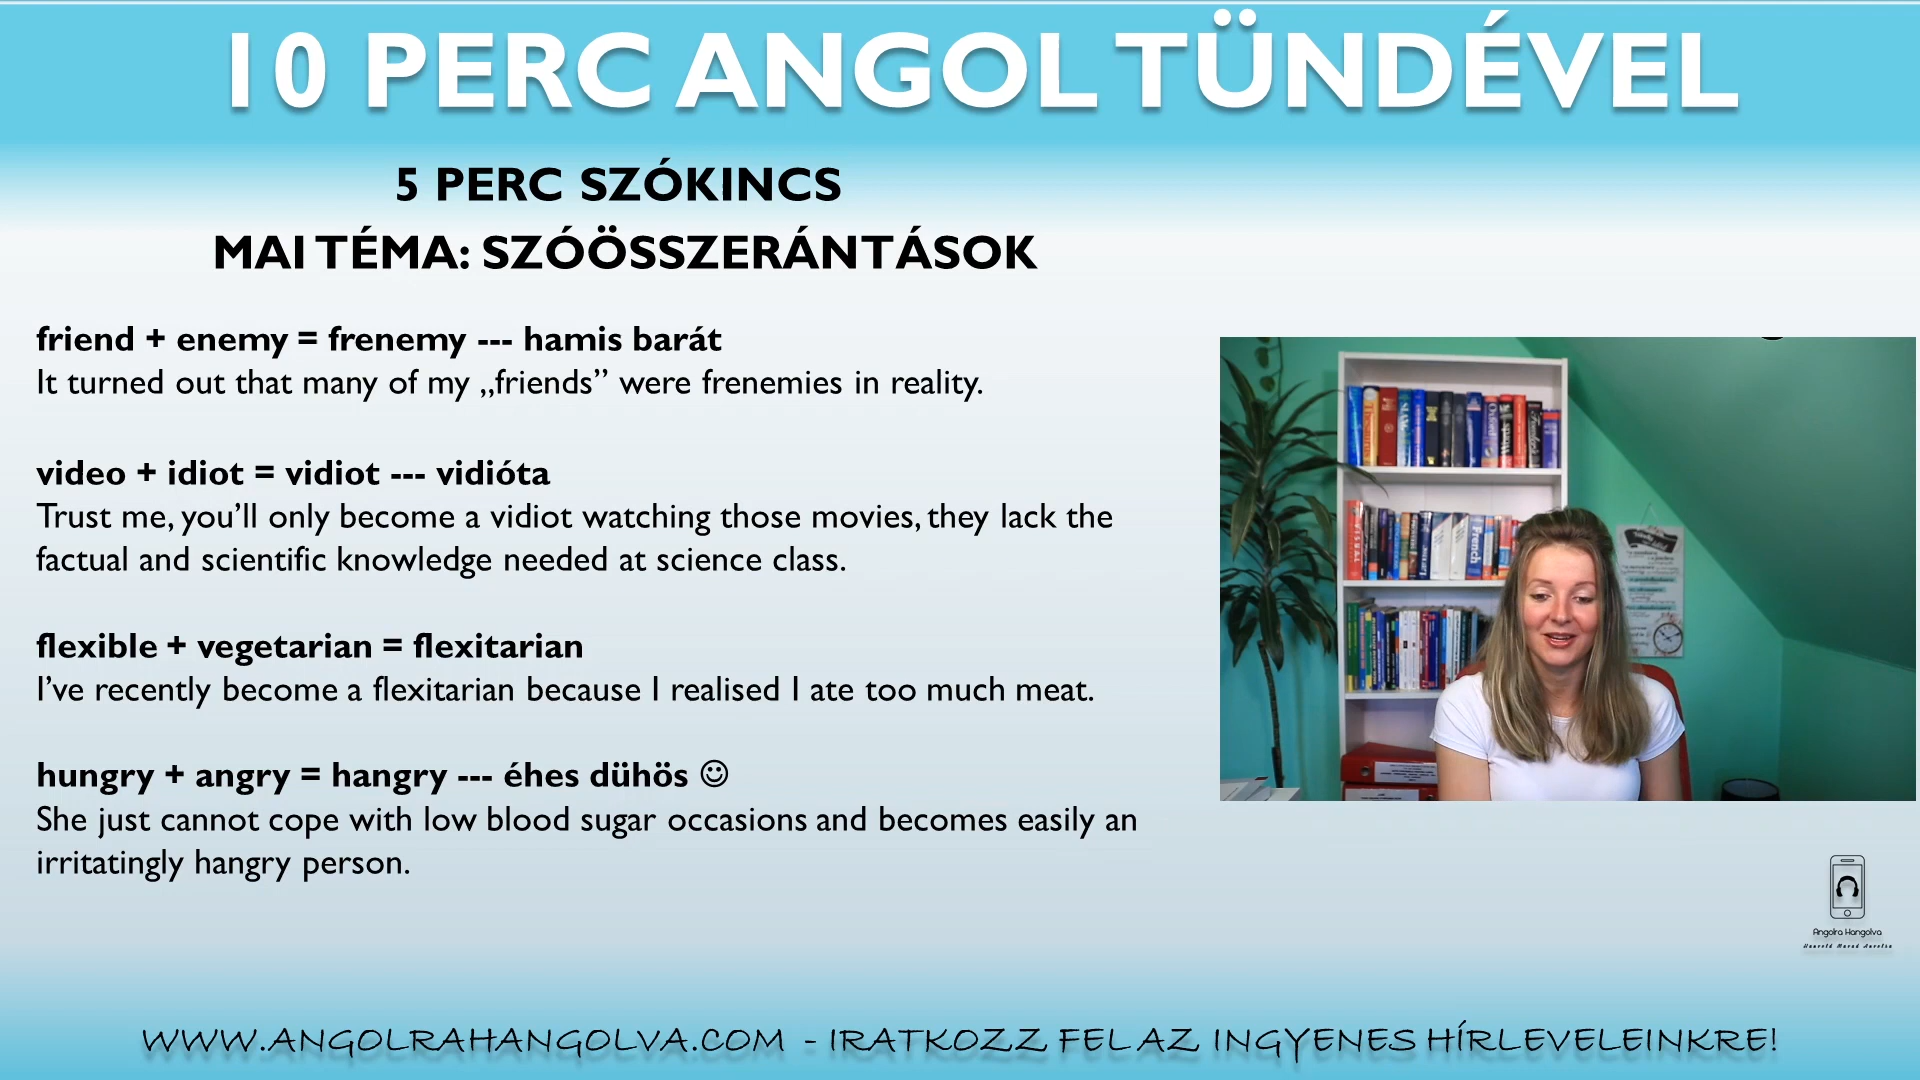 10 PERC ANGOL TÜNDÉVEL
5 PERC SZÓKINCS
MAI TÉMA: SZÓÖSSZERÁNTÁSOK
friend + enemy = frenemy --- hamis barát
It turned out that many of my „friends” were frenemies in reality.
video + idiot = vidiot --- vidióta
Trust me, you’ll only become a vidiot watching those movies, they lack the
factual and scientific knowledge needed at science class.
flexible + vegetarian = flexitarian
I’ve recently become a flexitarian because I realised I ate too much meat.
hungry + angry = hangry --- éhes dühös ☺
She just cannot cope with low blood sugar occasions and becomes easily an
irritatingly hangry person.
French
Angolra Hangolva
WWW.ANGOLRAHANGOLVA.COM - IRATKOZZ FEL AZ INGYENES HÍRLEVELEINKRE!